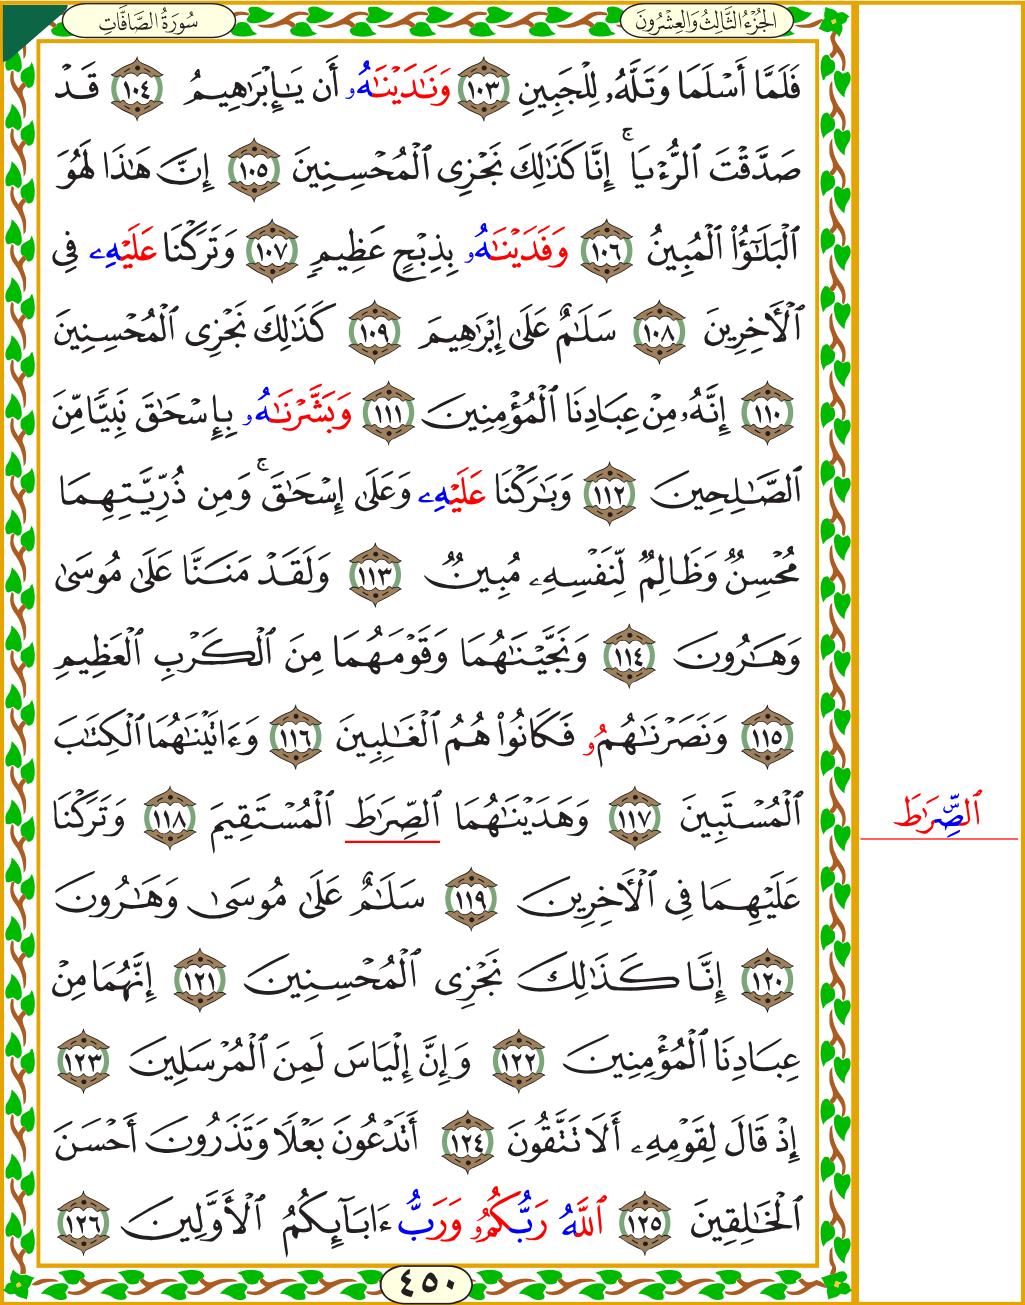 الجُزْءُ الثَّالِثُ وَالعِشْرُونَ
سُورَةُ الصَّافَّاتِ
فَلَمَّآ أَسْلَمَا وَتَلَّهُۥ لِلْجَبِينِ ١٠٣ وَنَٰدَيْنَٰهُۥ أَن يَٰٓإِبْرَٰهِيمُ ١٠٤ قَدْ
صَدَّقْتَ ٱلرُّءْيَآ ۚ إِنَّا كَذَٰلِكَ نَجْزِى ٱلْمُحْسِنِينَ ١٠٥ إِنَّ هَٰذَا لَهُوَ
ٱلْبَلَٰٓؤُا۟ ٱلْمُبِينُ ١٠٦ وَفَدَيْنَٰهُۥ بِذِبْحٍ عَظِيمٍ ١٠٧ وَتَرَكْنَا عَلَيْهِۦ فِى
ٱلْأَخِرِينَ ١٠٨ سَلَٰمٌ عَلَىٰٓ إِبْرَٰهِيمَ ١٠٩ كَذَٰلِكَ نَجْزِى ٱلْمُحْسِنِينَ
١١٠ إِنَّهُۥ مِنْ عِبَادِنَا ٱلْمُؤْمِنِينَ ١١١ وَبَشَّرْنَٰهُۥ بِإِسْحَٰقَ نَبِيًّا مِّنَ
ٱلصَّٰلِحِينَ ١١٢ وَبَٰرَكْنَا عَلَيْهِۦ وَعَلَىٰٓ إِسْحَٰقَ ۚ وَمِن ذُرِّيَّتِهِمَا
مُحْسِنٌ وَظَالِمٌ لِّنَفْسِهِۦ مُبِينٌ ١١٣ وَلَقَدْ مَنَنَّا عَلَىٰ مُوسَىٰ
وَهَٰرُونَ ١١٤ وَنَجَّيْنَٰهُمَا وَقَوْمَهُمَا مِنَ ٱلْكَرْبِ ٱلْعَظِيمِ
١١٥ وَنَصَرْنَٰهُمُۥ فَكَانُوا۟ هُمُ ٱلْغَٰلِبِينَ ١١٦ وَءَاتَيْنَٰهُمَا ٱلْكِتَٰبَ
ٱلْمُسْتَبِينَ ١١٧ وَهَدَيْنَٰهُمَا ٱلصِّرَٰطَ ٱلْمُسْتَقِيمَ ١١٨ وَتَرَكْنَا
ٱلصِّرَٰطَ
عَلَيْهِمَا فِى ٱلْأَخِرِينَ ١١٩ سَلَٰمٌ عَلَىٰ مُوسَىٰ وَهَٰرُونَ
١٢٠ إِنَّا كَذَٰلِكَ نَجْزِى ٱلْمُحْسِنِينَ ١٢١ إِنَّهُمَا مِنْ
عِبَادِنَا ٱلْمُؤْمِنِينَ ١٢٢ وَإِنَّ إِلْيَاسَ لَمِنَ ٱلْمُرْسَلِينَ ١٢٣
إِذْ قَالَ لِقَوْمِهِۦٓ أَلَا تَتَّقُونَ ١٢٤ أَتَدْعُونَ بَعْلًا وَتَذَرُونَ أَحْسَنَ
ٱلْخَٰلِقِينَ ١٢٥ ٱللَّهُ رَبُّكُمُۥ وَرَبُّ ءَابَآئِكُمُ ٱلْأَوَّلِينَ ١٢٦
٤٥٠